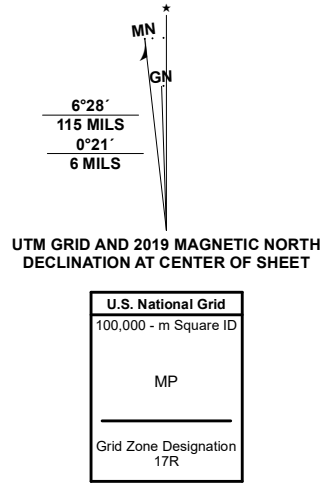 ★
MN
GN
6°28´
115 MILS
0°21´
6 MILS
UTM GRID AND 2019 MAGNETIC NORTH
DECLINATION AT CENTER OF SHEET
U.S. National Grid
100,000 - m Square ID
MP
Grid Zone Designation
17R